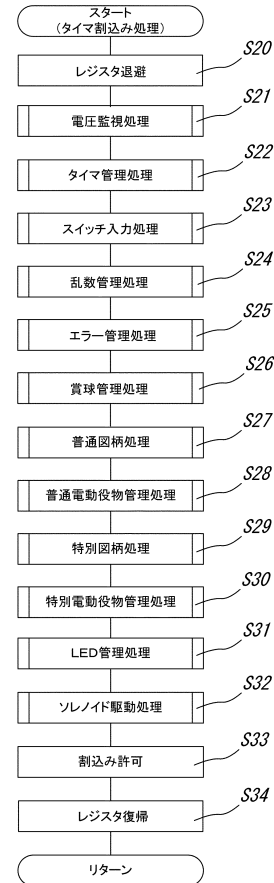 スタート
(タイマ割込み処理)
レジスタ退避
S20
電圧監視処理
S21
タイマ管理処理
S22
スイッチ入力処理
S23
乱数管理処理
S24
エラー管理処理
S25
賞球管理処理
S26
普通図柄処理
S27
普通電動役物管理処理
S28
特別図柄処理
S29
特別電動役物管理処理
S30
LED管理処理
S31
ソレノイド駆動処理
S32
割込み許可
S33
レジスタ復帰
S34
リターン